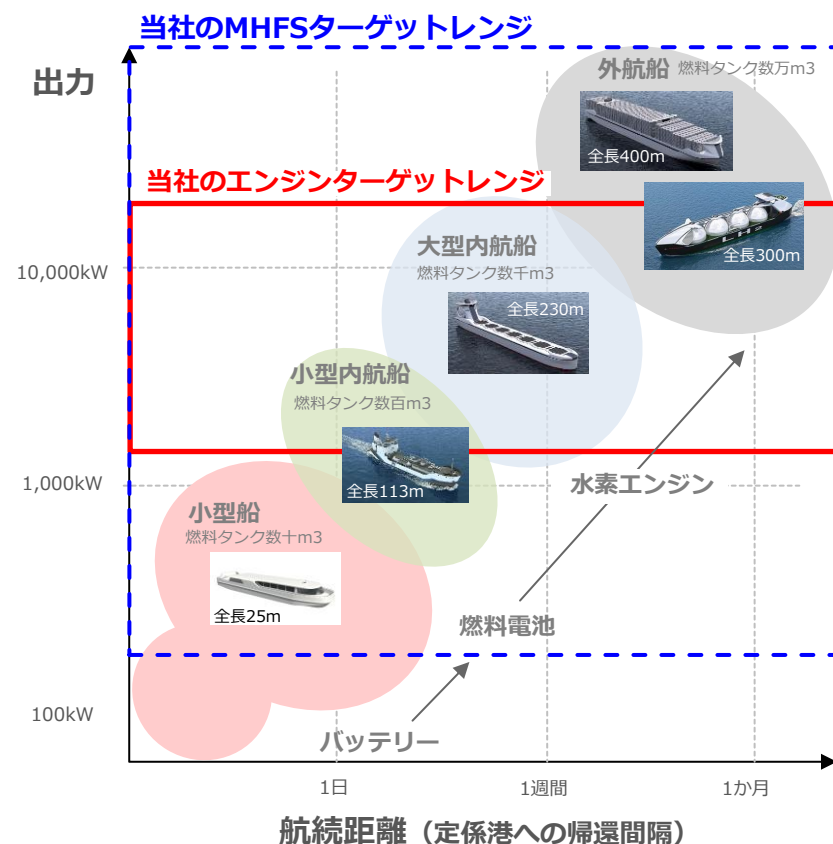 当社のMHFSターゲットレンジ
出力
外航船 燃料タンク数万m3
全長400m
当社のエンジンターゲットレンジ
大型内航船
燃料タンク数千m3
全長300m
10,000kW
全長230m
小型内航船
燃料タンク数百m3
1,000kW
全長113m
水素エンジン
小型船
燃料タンク数十m3
全長25m
燃料電池
100kW
バッテリー
1日
1週間
1か月
航続距離（定係港への帰還間隔）